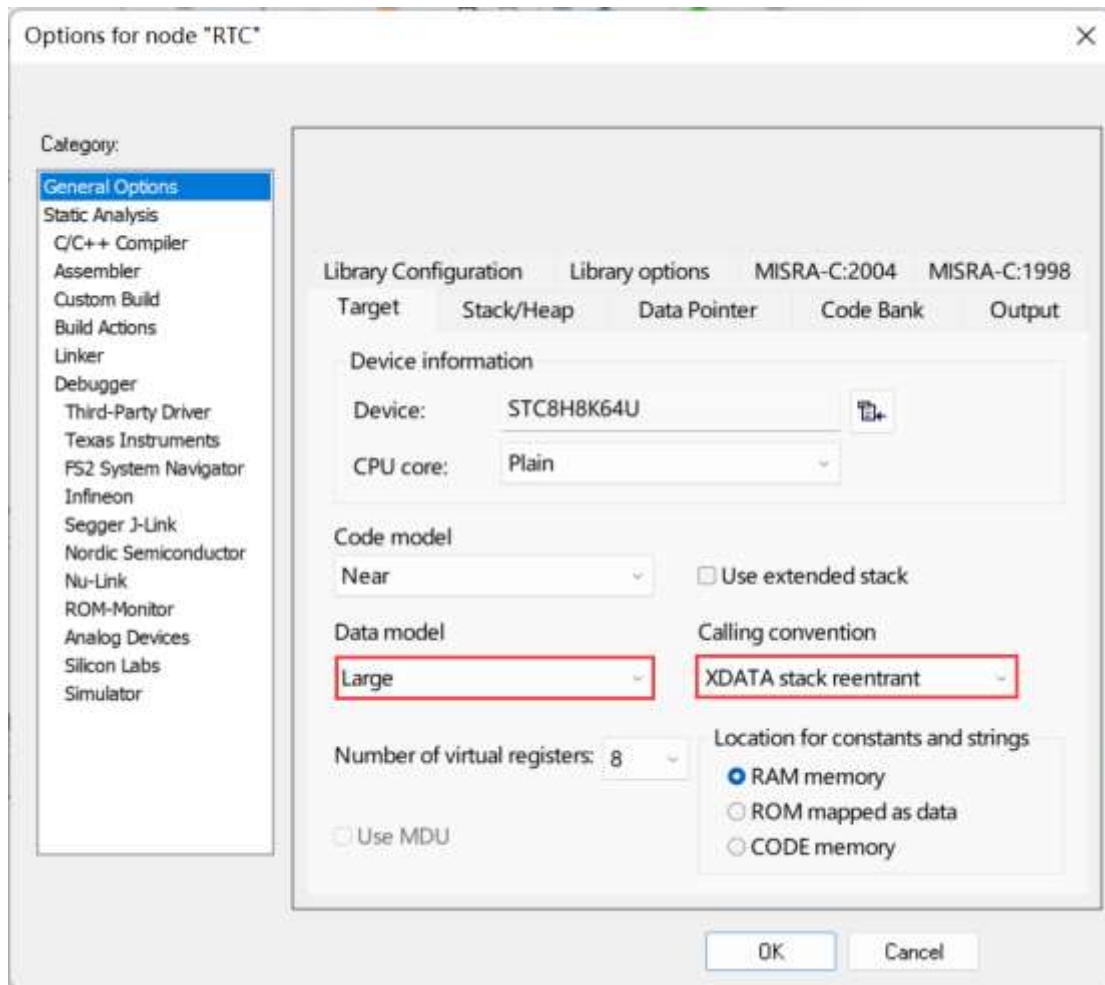 Options for node "RTC"
Category:
General Options
Static Analysis
C/C++ Compiler
Assembler
Custom Build
Build Actions
Linker
Debugger
Third-Party Driver
Texas Instruments
FS2 System Navigator
Infineon
Segger J-Link
Nordic Semiconductor
Nu-Link
ROM-Monitor
Analog Devices
Silicon Labs
Simulator
Library Configuration Library options MISRA-C:2004 MISRA-C:1998
Target Stack/Heap Data Pointer Code Bank Output
Device information
Device: STC8H8K64U
CPU core: Plain
Code model
Near Use extended stack
Data model Calling convention
Large XDATA stack reentrant
Number of virtual registers: 8
Location for constants and strings
RAM memory
ROM mapped as data
CODE memory
Use MDU
OK Cancel